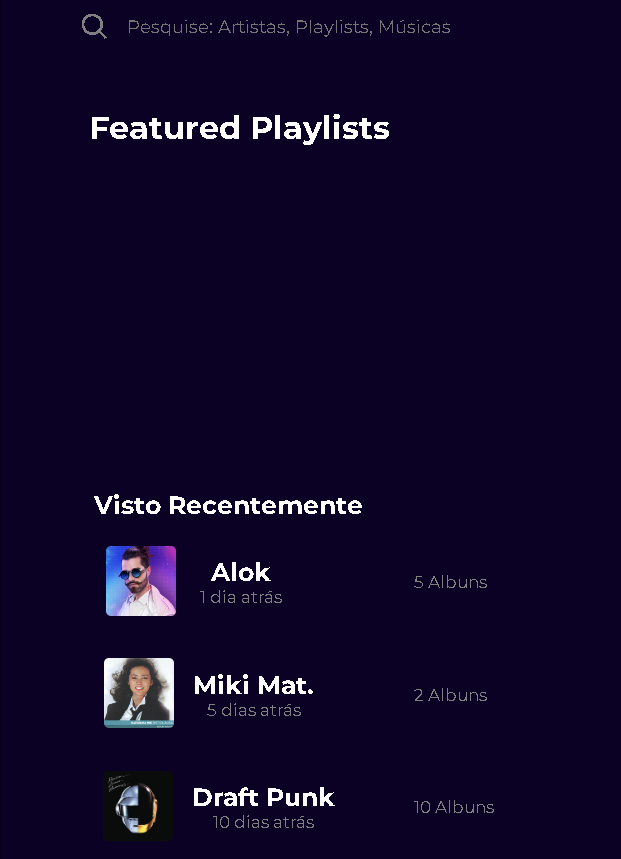 Pesquise: Artistas, Playlists, Músicas
Featured Playlists
Visto Recentemente
Alok
1 dia atrás
5 Albuns
Miki Mat.
5 dias atrás
2 Albuns
Draft Punk
10 dias atrás
10 Albuns